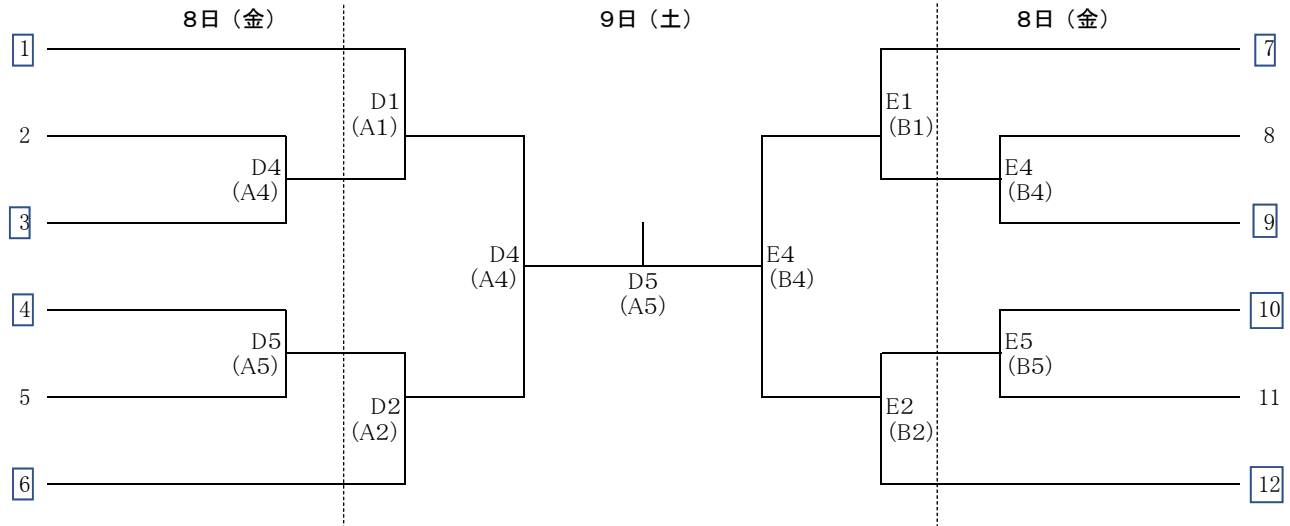 8日（金）
9日（土）
8日（金）
1
7
D1
(A1)
E1
(B1)
2
8
D4
(A4)
E4
(B4)
3
9
D4
(A4)
E4
(B4)
D5
(A5)
4
10
D5
(A5)
E5
(B5)
5
11
D2
(A2)
E2
(B2)
6
12